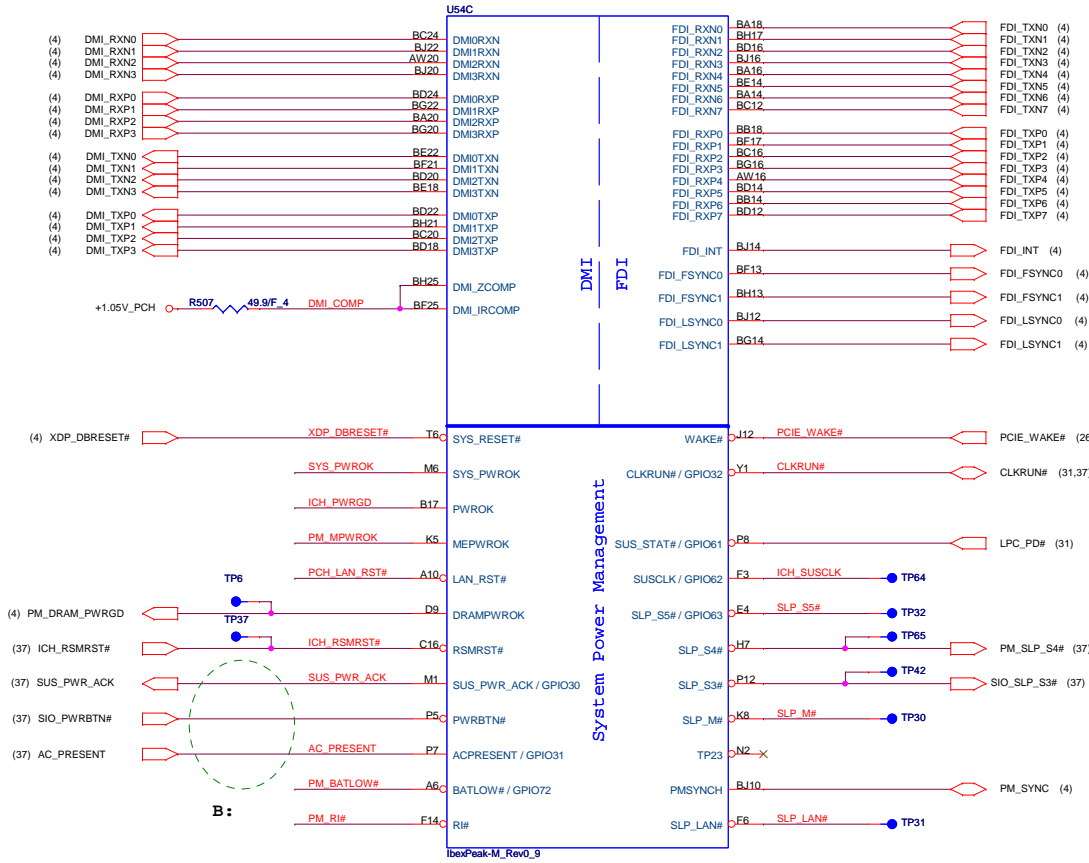 U54C
(4) DMI_RXN0 BC24 DMI0RXN
(4) DMI_RXN1 BJ22 DMI1RXN
(4) DMI_RXN2 AW20 DMI2RXN
(4) DMI_RXN3 BJ20 DMI3RXN
(4) DMI_RXP0 BD24 DMI0RXP
(4) DMI_RXP1 BG22 DMI1RXP
(4) DMI_RXP2 BA20 DMI2RXP
(4) DMI_RXP3 BG20 DMI3RXP
(4) DMI_TXN0 BE22 DMI0TXN
(4) DMI_TXN1 BF21 DMI1TXN
(4) DMI_TXN2 BD20 DMI2TXN
(4) DMI_TXN3 BE18 DMI3TXN
(4) DMI_TXP0 BD22 DMI0TXP
(4) DMI_TXP1 BH21 DMI1TXP
(4) DMI_TXP2 BC20 DMI2TXP
(4) DMI_TXP3 BD18 DMI3TXP
BH25 DMI_ZCOMP
+1.05V_PCH R507 49.9/F_4 DMI_COMP BF25 DMI_IRCOMP
DMI
FDI
FDI_RXN0 BA18 FDI_TXN0 (4)
FDI_RXN1 BH17 FDI_TXN1 (4)
FDI_RXN2 BD16 FDI_TXN2 (4)
FDI_RXN3 BJ16 FDI_TXN3 (4)
FDI_RXN4 BA16 FDI_TXN4 (4)
FDI_RXN5 BE14 FDI_TXN5 (4)
FDI_RXN6 BA14 FDI_TXN6 (4)
FDI_RXN7 BC12 FDI_TXN7 (4)
FDI_RXP0 BB18 FDI_TXP0 (4)
FDI_RXP1 BF17 FDI_TXP1 (4)
FDI_RXP2 BC16 FDI_TXP2 (4)
FDI_RXP3 BG16 FDI_TXP3 (4)
FDI_RXP4 AW16 FDI_TXP4 (4)
FDI_RXP5 BD14 FDI_TXP5 (4)
FDI_RXP6 BB14 FDI_TXP6 (4)
FDI_RXP7 BD12 FDI_TXP7 (4)
FDI_INT BJ14 FDI_INT (4)
FDI_FSYNC0 BF13 FDI_FSYNC0 (4)
FDI_FSYNC1 BH13 FDI_FSYNC1 (4)
FDI_LSYNC0 BJ12 FDI_LSYNC0 (4)
FDI_LSYNC1 BG14 FDI_LSYNC1 (4)
(4) XDP_DBRESET# XDP_DBRESET# T6 SYS_RESET#
SYS_PWROK M6 SYS_PWROK
ICH_PWRGD B17 PWROK
PM_MPWROK K5 MEPWROK
PCH_LAN_RST# A10 LAN_RST#
TP6
(4) PM_DRAM_PWRGD D9 DRAMPWROK
TP37
(37) ICH_RSMRST# ICH_RSMRST# C16 RSMRST#
(37) SUS_PWR_ACK SUS_PWR_ACK M1 SUS_PWR_ACK / GPIO30
(37) SIO_PWRBTN# P5 PWRBTN#
(37) AC_PRESENT AC_PRESENT P7 ACPRESENT / GPIO31
PM_BATLOW# A6 BATLOW# / GPIO72
B:
PM_RI# F14 RI#
System Power Management
WAKE# J12 PCIE_WAKE# PCIE_WAKE# (26
CLKRUN# / GPIO32 Y1 CLKRUN# CLKRUN# (31,37)
SUS_STAT# / GPIO61 P8 LPC_PD# (31)
SUSCLK / GPIO62 F3 ICH_SUSCLK TP64
SLP_S5# / GPIO63 E4 SLP_S5# TP32
TP65
SLP_S4# H7 PM_SLP_S4# (37)
TP42
SLP_S3# P12 SIO_SLP_S3# (37)
SLP_M# K8 SLP_M# TP30
TP23 N2
PMSYNCH BJ10 PM_SYNC (4)
SLP_LAN# F6 SLP_LAN# TP31
IbexPeak-M_Rev0_9